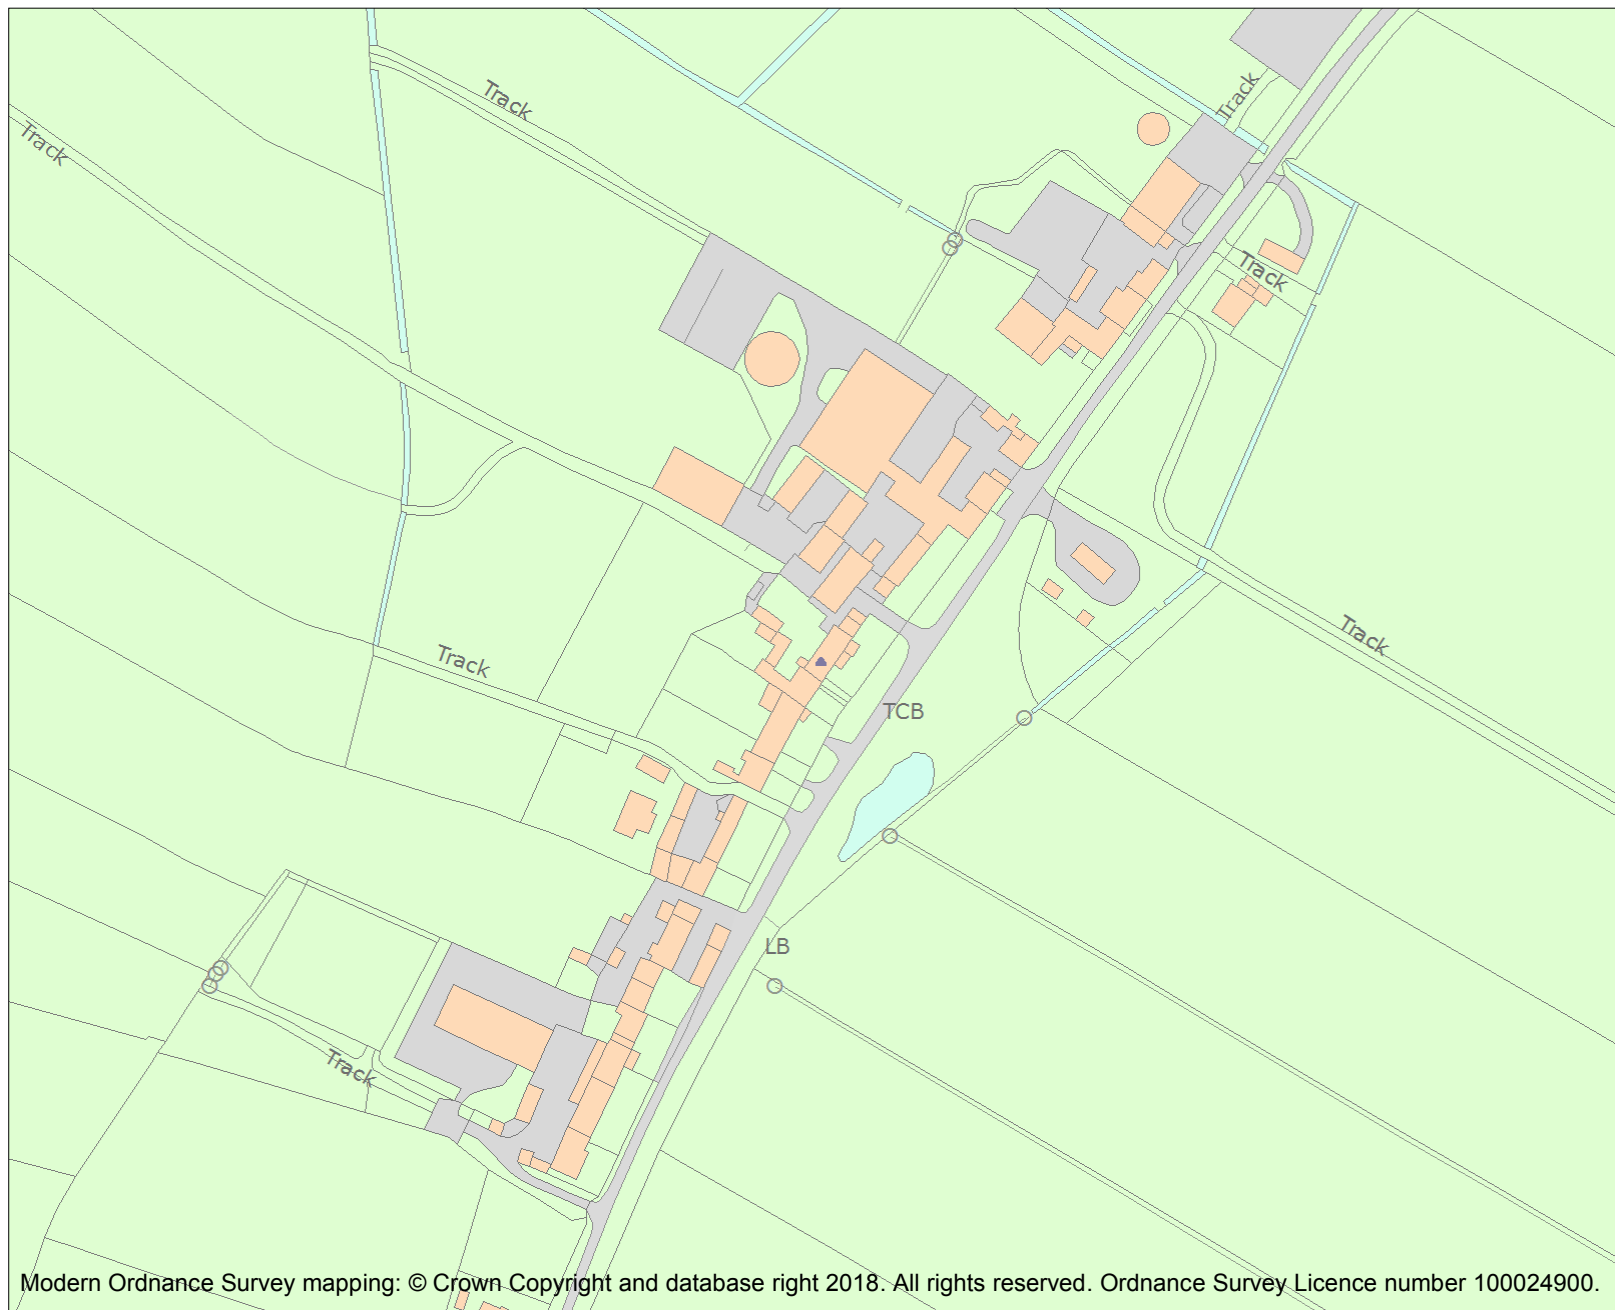 Track
Track
Track
Track
Track
Track
TCB
LB
Track
Modern Ordnance Survey mapping: © Crown Copyright and database right 2018. All rights reserved. Ordnance Survey Licence number 100024900.